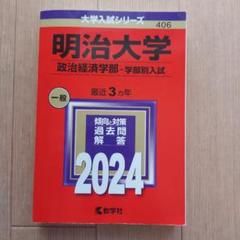 大学入試シリーズ
406
明治大学
政治経済学部－学部別入試
一般
最近3カ年
傾向と対策
過去問
解答
2024
教学社